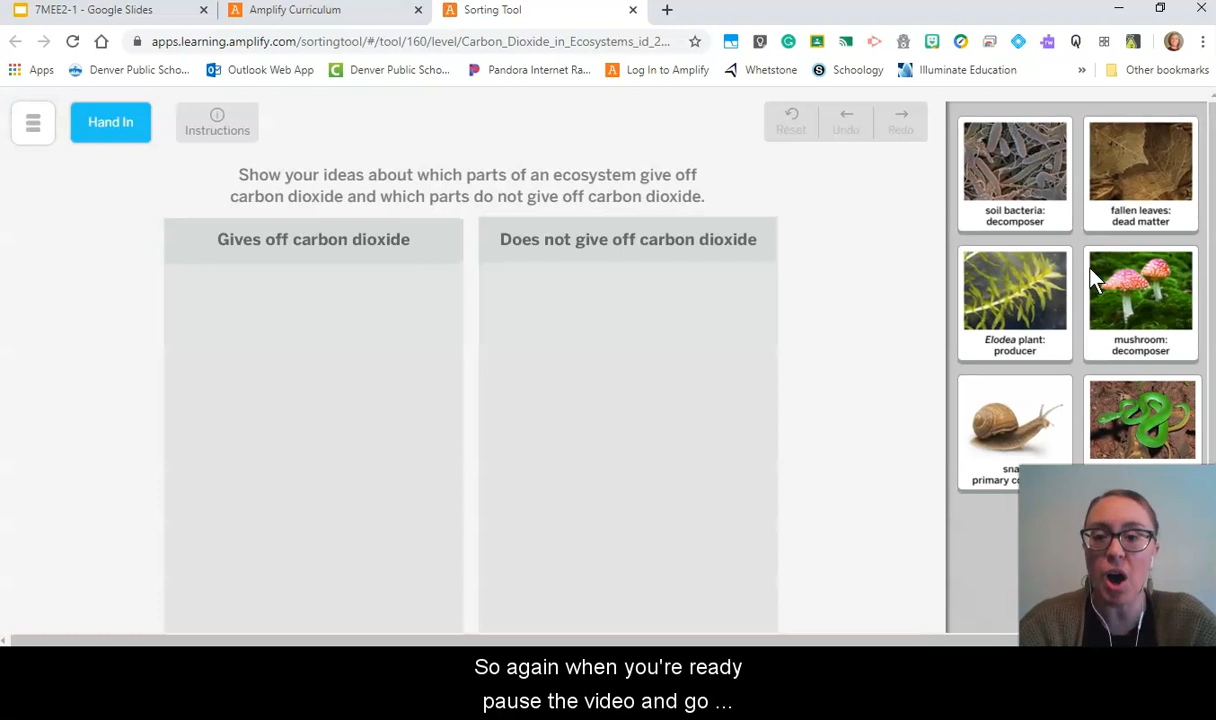 7MEE2-1 - Google Slides
Amplify Curriculum
Sorting Tool
apps.learning.amplify.com/sortingtool/#/tool/160/level/Carbon_Dioxide_in_Ecosystems_id_2...
Apps
Denver Public Scho...
Outlook Web App
Denver Public Scho...
Pandora Internet Ra...
Log In to Amplify
Whetstone
Schoology
Illuminate Education
»
Other bookmarks
Hand In
Instructions
Reset
Undo
Redo
Show your ideas about which parts of an ecosystem give off
carbon dioxide and which parts do not give off carbon dioxide.
Gives off carbon dioxide
Does not give off carbon dioxide
soil bacteria:
decomposer
fallen leaves:
dead matter
Elodea plant:
producer
mushroom:
decomposer
primary
So again when you're ready
pause the video and go ...